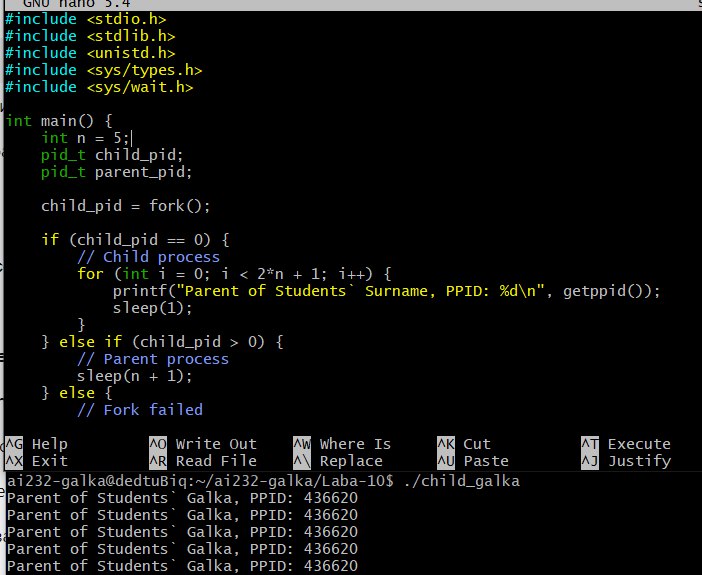 GNU nano 5.4
#include <stdio.h>
#include <stdlib.h>
#include <unistd.h>
#include <sys/types.h>
#include <sys/wait.h>
int main() {
    int n = 5;
    pid_t child_pid;
    pid_t parent_pid;
    child_pid = fork();
    if (child_pid == 0) {
        // Child process
        for (int i = 0; i < 2*n + 1; i++) {
            printf("Parent of Students` Surname, PPID: %d\n", getppid());
            sleep(1);
        }
    } else if (child_pid > 0) {
        // Parent process
        sleep(n + 1);
    } else {
        // Fork failed
^G Help ^O Write Out ^W Where Is ^K Cut ^T Execute
^X Exit ^R Read File ^\ Replace ^U Paste ^J Justify
ai232-galka@dedtuBiq:~/ai232-galka/Laba-10$ ./child_galka
Parent of Students` Galka, PPID: 436620
Parent of Students` Galka, PPID: 436620
Parent of Students` Galka, PPID: 436620
Parent of Students` Galka, PPID: 436620
Parent of Students` Galka, PPID: 436620